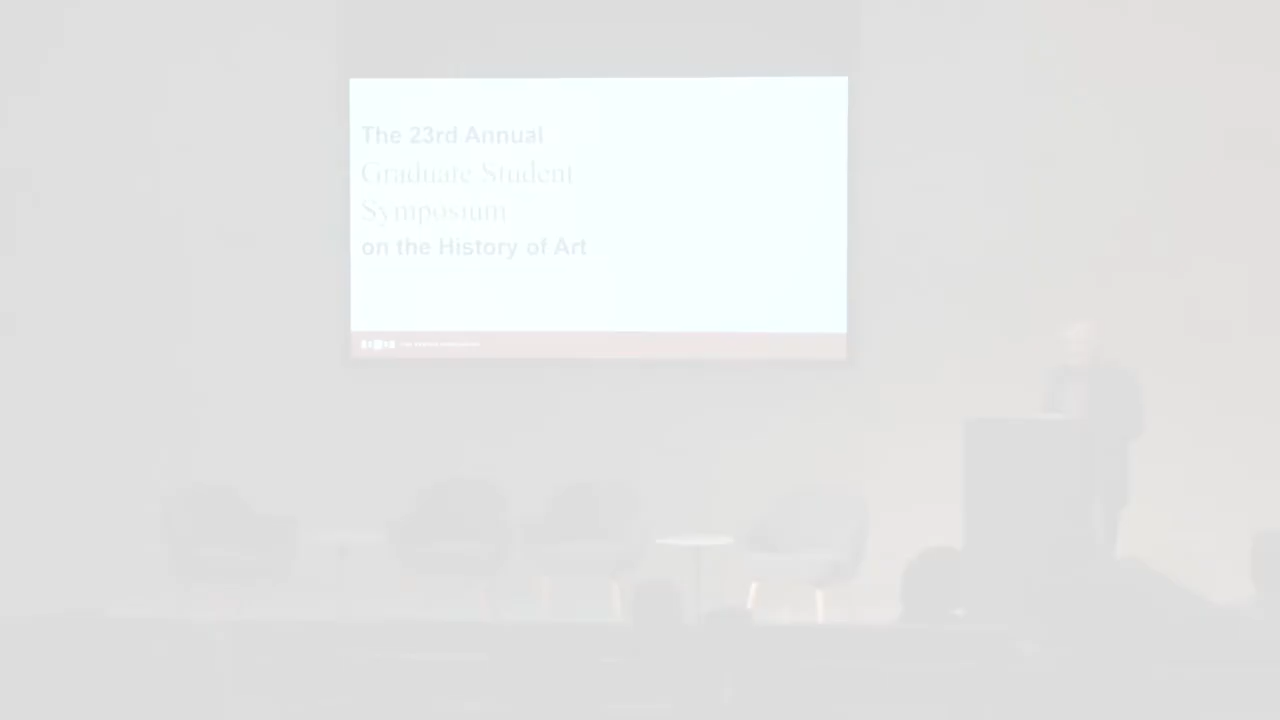 The 23rd Annual
Graduate Student
Symposium
on the History of Art